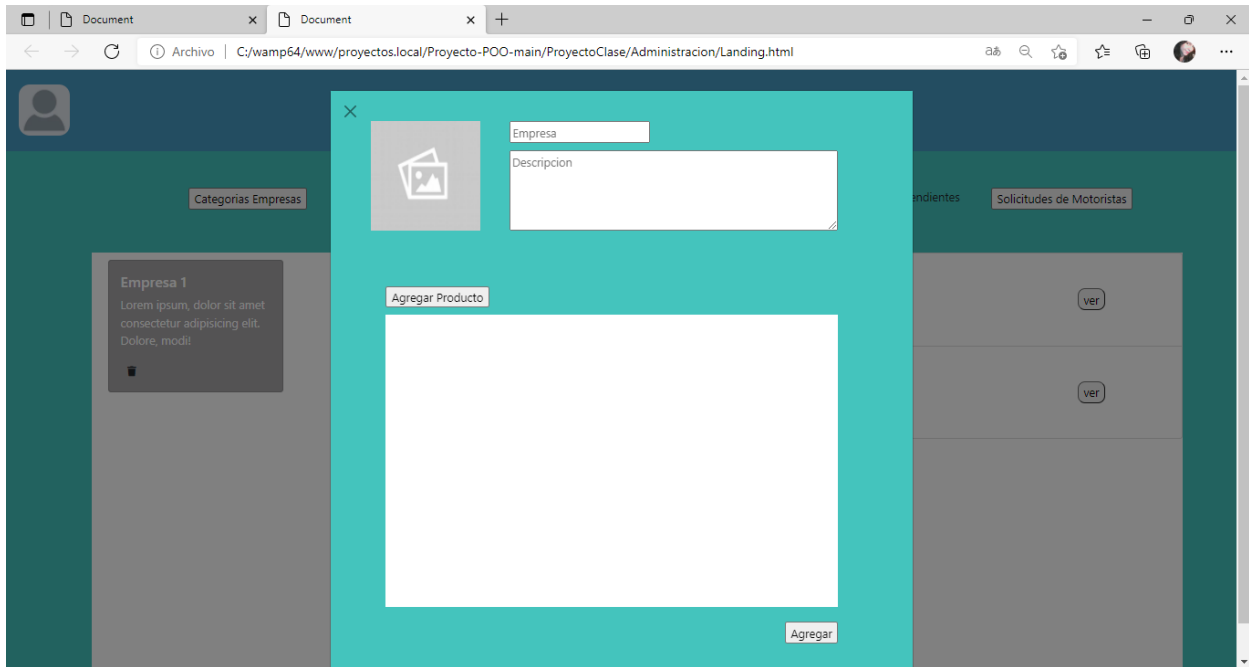 Document
Document
Archivo
C:/wamp64/www/proyectos.local/Proyecto-POO-main/ProyectoClase/Administracion/Landing.html
Empresa
Descripcion
Categorias Empresas
endientes
Solicitudes de Motoristas
Empresa 1
Lorem ipsum, dolor sit amet
consectetur adipisicing elit.
Dolore, modi!
Agregar Producto
ver
ver
Agregar